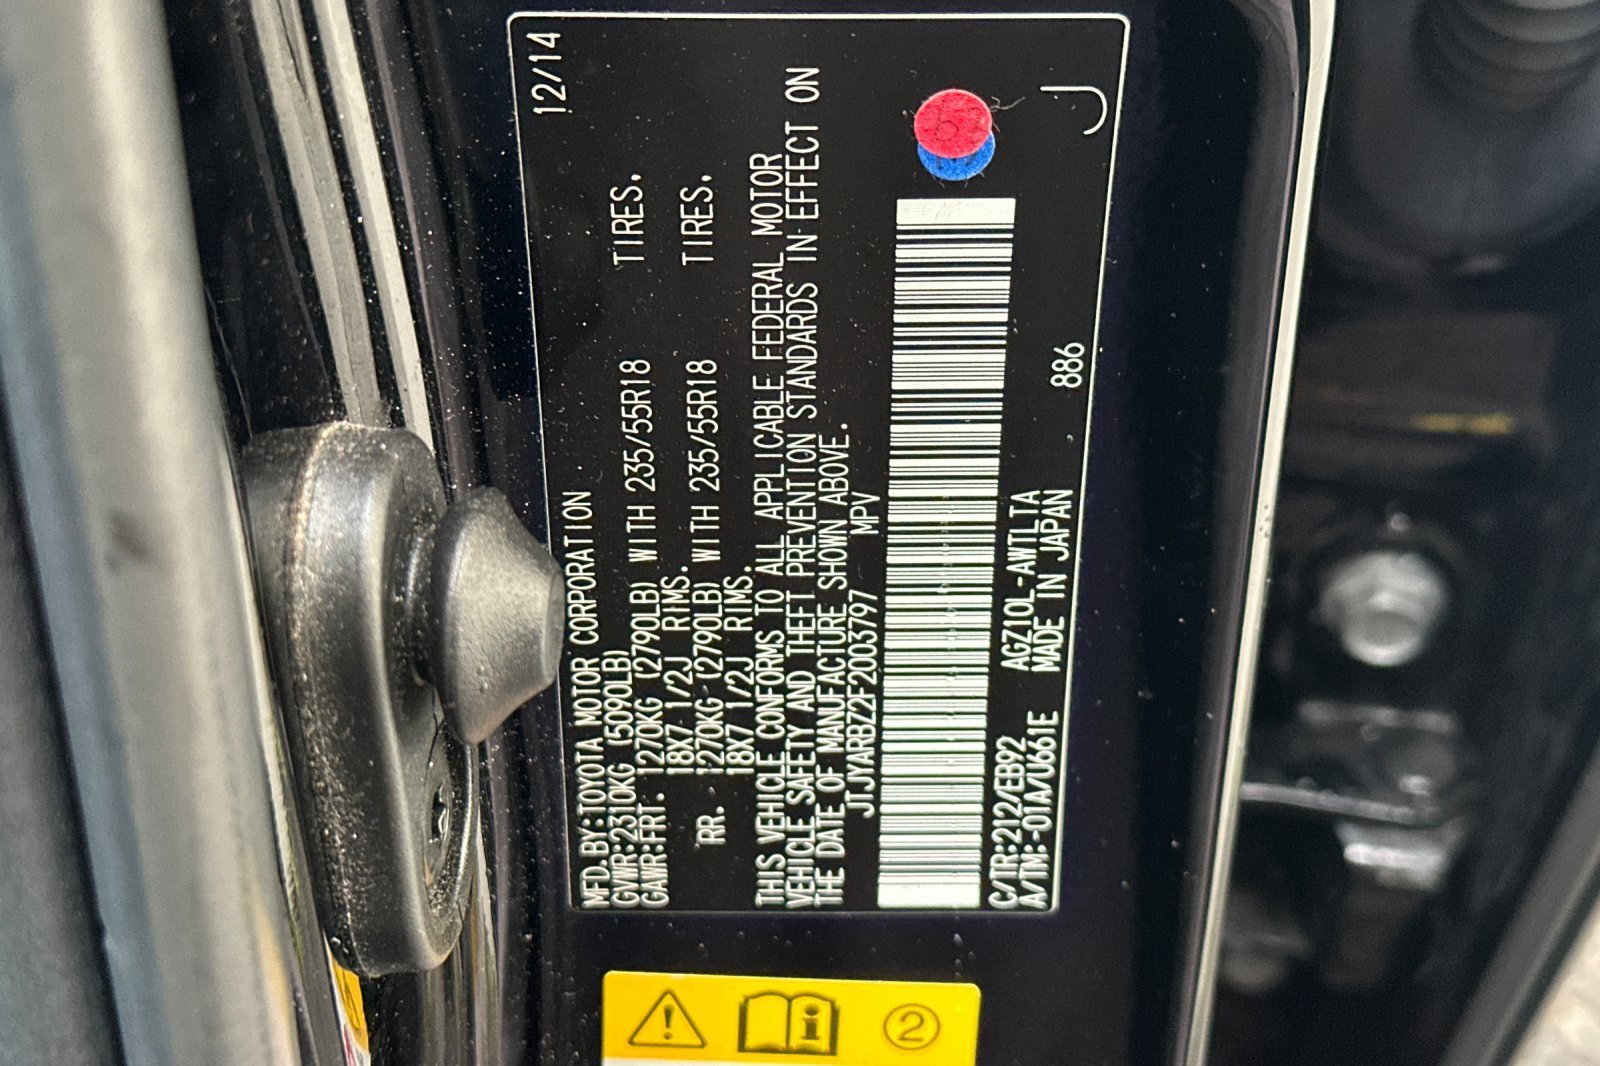 12/14
MFD.BY:TOYOTA MOTOR CORPORATION
GVWR:2310KG (5090LB)
GAWR:FRT. 1270KG (2790LB) WITH 235/55R18 TIRES.
18X7 1/2J RIMS.
RR. 1270KG (2790LB) WITH 235/55R18 TIRES.
18X7 1/2J RIMS.
THIS VEHICLE CONFORMS TO ALL APPLICABLE FEDERAL MOTOR
VEHICLE SAFETY AND THEFT PREVENTION STANDARDS IN EFFECT ON
THE DATE OF MANUFACTURE SHOWN ABOVE.
JTJYARBZ2F2003797 MPV
C/TR:212/EB92 AGZ10L-AWTLTA
A/TM:-01A/U661E MADE IN JAPAN
886
J
2